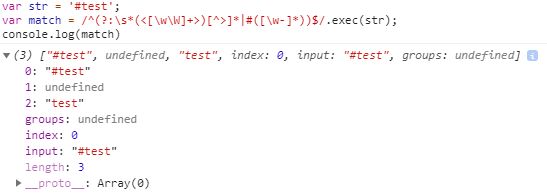 var str = '#test';
var match = /^(?:\s*(<[\w\W]+>)[^>]*|#([\w-]*))$/.exec(str);
console.log(match)
▼(3) ["#test", undefined, "test", index: 0, input: "#test", groups: undefined] i
0: "#test"
1: undefined
2: "test"
groups: undefined
index: 0
input: "#test"
length: 3
▶ __proto__: Array(0)